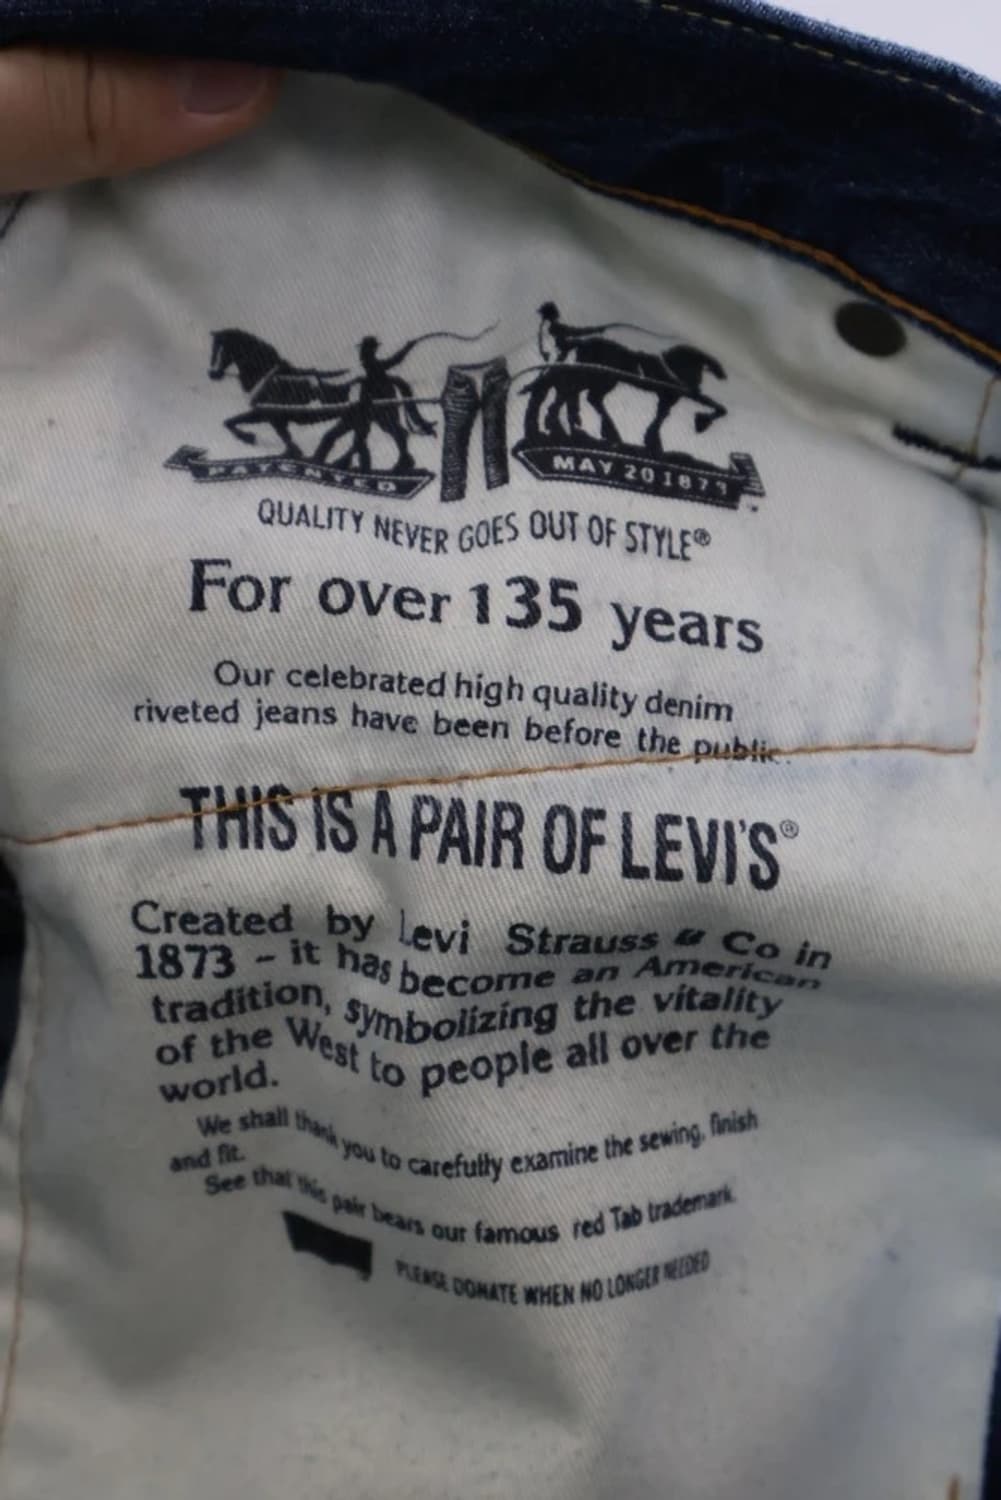 PATENTED MAY 20 1873
QUALITY NEVER GOES OUT OF STYLE®
For over 135 years
Our celebrated high quality denim
riveted jeans have been before the public.
THIS IS A PAIR OF LEVI'S®
Created by Levi Strauss & Co in
1873 – it has become an American
tradition, symbolizing the vitality
of the West to people all over the
world.
We shall thank you to carefully examine the sewing, finish
and fit.
See that this pair bears our famous red Tab trademark.
PLEASE DONATE WHEN NO LONGER NEEDED